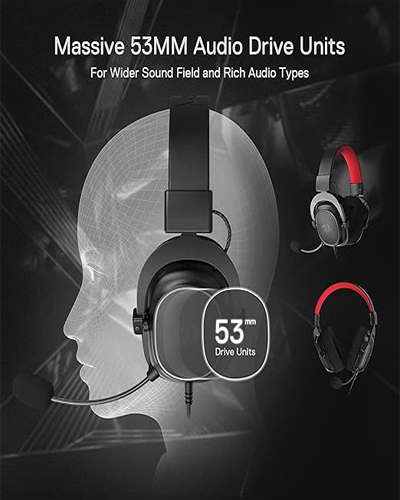 Massive 53MM Audio Drive Units
For Wider Sound Field and Rich Audio Types
53mm
Drive Units